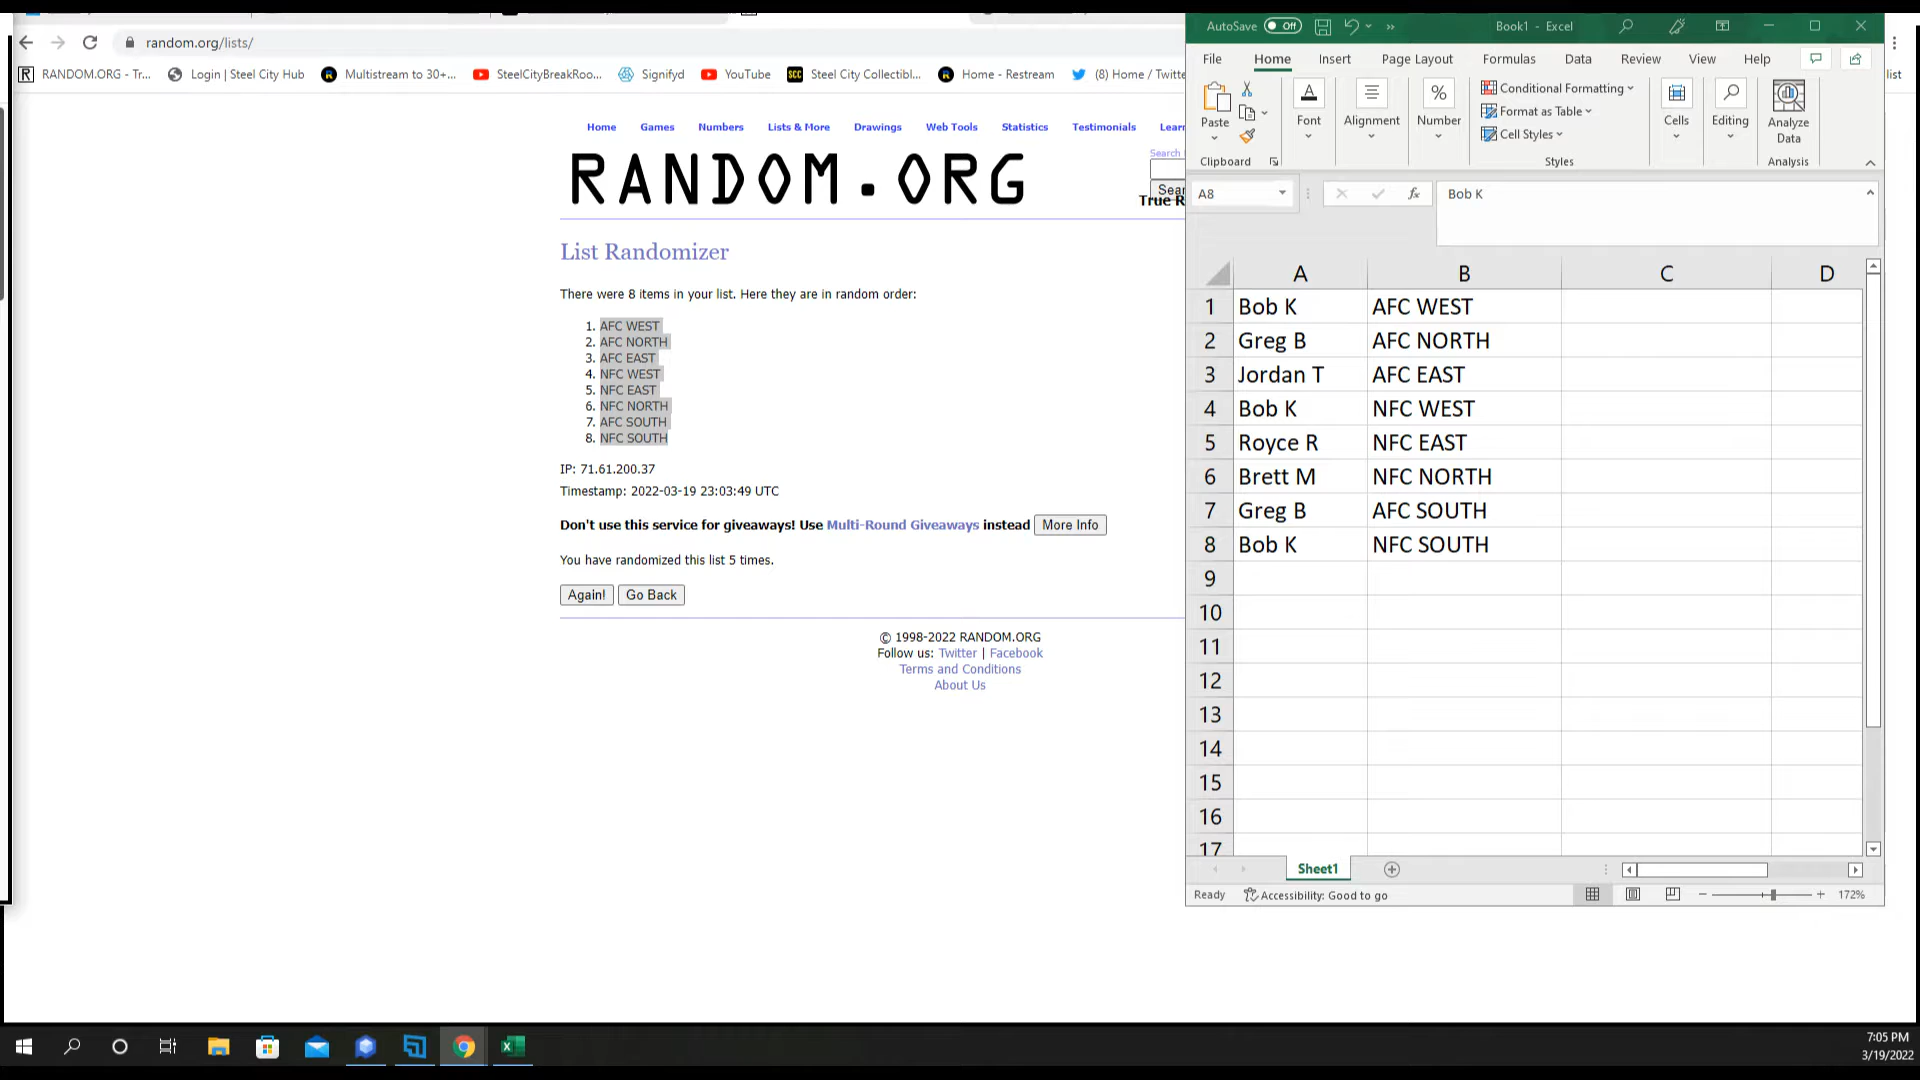 random.org/lists/
RANDOM.ORG - Tr...
Login | Steel City Hub
Multistream to 30+...
SteelCityBreakRoo...
Signifyd
YouTube
Steel City Collectibl...
Home - Restream
(8) Home / Twitte
list
Home Games Numbers Lists & More Drawings Web Tools Statistics Testimonials Learn
RANDOM.ORG
Search
Sear
True R
List Randomizer
There were 8 items in your list. Here they are in random order:
1. AFC WEST
2. AFC NORTH
3. AFC EAST
4. NFC WEST
5. NFC EAST
6. NFC NORTH
7. AFC SOUTH
8. NFC SOUTH
IP: 71.61.200.37
Timestamp: 2022-03-19 23:03:49 UTC
Don't use this service for giveaways! Use Multi-Round Giveaways instead More Info
You have randomized this list 5 times.
Again! Go Back
© 1998-2022 RANDOM.ORG
Follow us: Twitter | Facebook
Terms and Conditions
About Us
AutoSave Off
Book1 - Excel
File Home Insert Page Layout Formulas Data Review View Help
Paste
Font
Alignment
Number
Conditional Formatting
Format as Table
Cell Styles
Cells
Editing
Analyze
Data
Clipboard
Styles
Analysis
A8
fx
Bob K
A B C D
1 Bob K AFC WEST
2 Greg B AFC NORTH
3 Jordan T AFC EAST
4 Bob K NFC WEST
5 Royce R NFC EAST
6 Brett M NFC NORTH
7 Greg B AFC SOUTH
8 Bob K NFC SOUTH
9
10
11
12
13
14
15
16
17
Sheet1
Ready
Accessibility: Good to go
172%
7:05 PM
3/19/2022